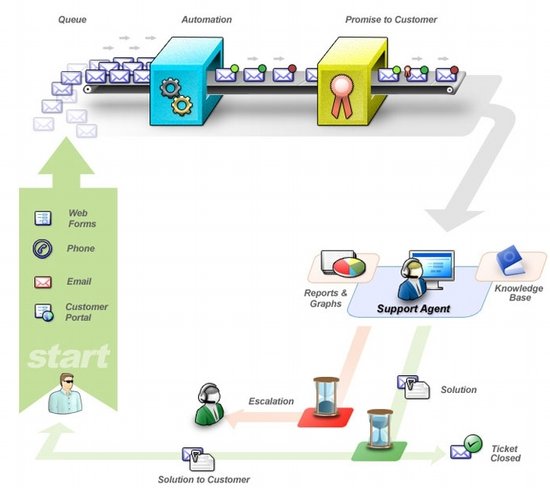 Queue
Automation
Promise to Customer
Web
Forms
Phone
Email
Customer
Portal
start
Reports &
Graphs
Support Agent
Knowledge
Base
Escalation
Solution
Solution to Customer
Ticket
Closed